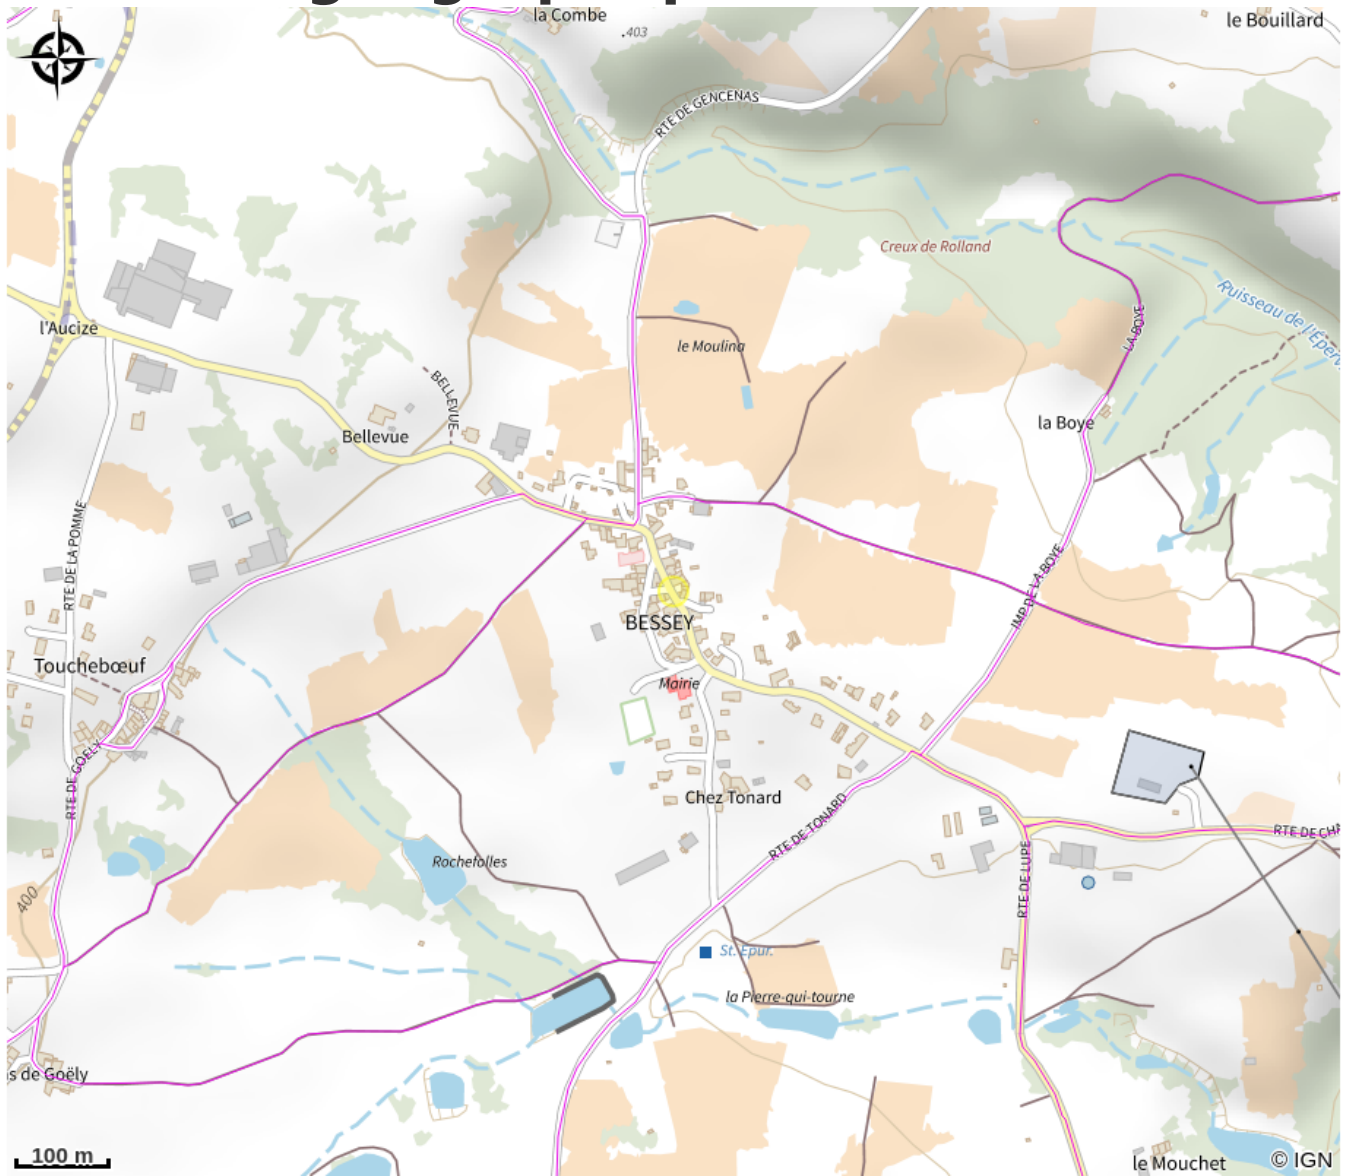 la Combe
.403
le Bouillard
RTE DE GENCENAS
Creux de Rolland
Ruisseau de l'Éperv
l'Aucize
LA BOYE
le Moulina
BELLEVUE
Bellevue
la Boye
RTE DE LA POMME
IMP DE LA BOYE
BESSEY
Touchebœuf
Mairie
RTE DE GOELY
Chez Tonard
RTE DE TONARD
RTE DE CHA
RTE DE LUPE
Rochefolles
400
St. Epur.
la Pierre-qui-tourne
s de Goëly
100 m
le Mouchet
© IGN